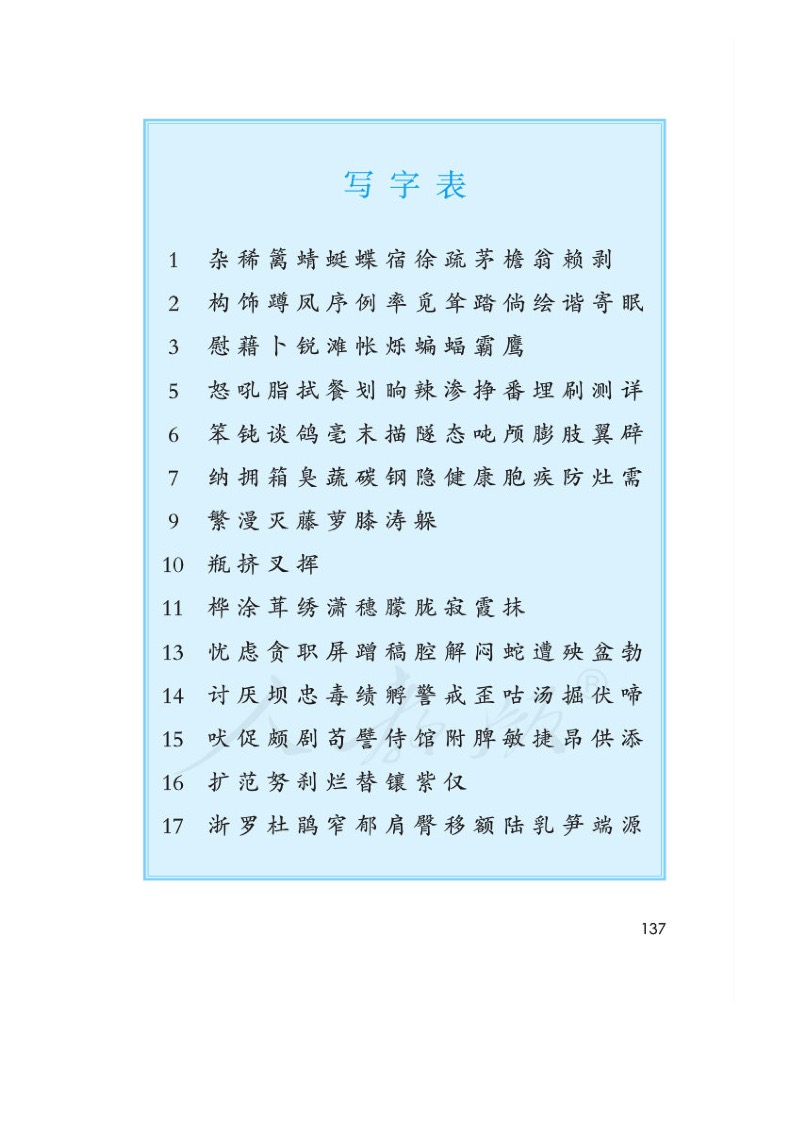 写字表
1 杂稀篱蜻蜓蝶宿徐疏茅檐翁赖剥
2 构饰蹲凤序例率觅耸踏倘绘谐寄眠
3 慰藉卜锐滩怅烁蝙蝠霸鹰
5 怒吼脂拭餐划晌辣渗挣番埋刷测详
6 笨钝谈鸽毫末描隧态吨颅膨肢翼辟
7 纳拥箱臭蔬碳钢隐健康胞疾防灶需
9 繁漫灭藤萝膝涛躲
10 瓶挤叉挥
11 桦涂茸绣潇穗朦胧寂霞抹
13 忧虑贪职屏蹭稿腔解闷蛇遭殃盆勃
14 讨厌坝忠毒绩孵警戒歪咕汤掘伏啼
15 吠促颇剧苟譬侍馆附脾敏捷昂供添
16 扩范努刹烂替镶紫仅
17 浙罗杜鹃窄郁肩臀移额陆乳笋端源
人教版®
137